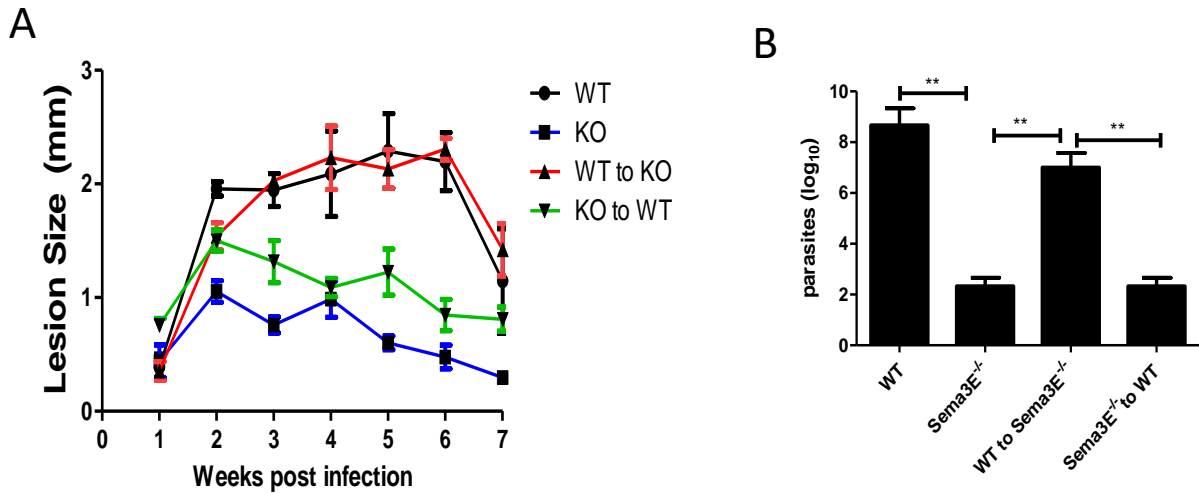 A
Lesion Size (mm)
3
2
1
0
0 1 2 3 4 5 6 7
Weeks post infection
WT
KO
WT to KO
KO to WT
B
parasites (log10)
10
8
6
4
2
0
**
**
**
WT
Sema3E-/-
WT to Sema3E-/-
Sema3E-/- to WT